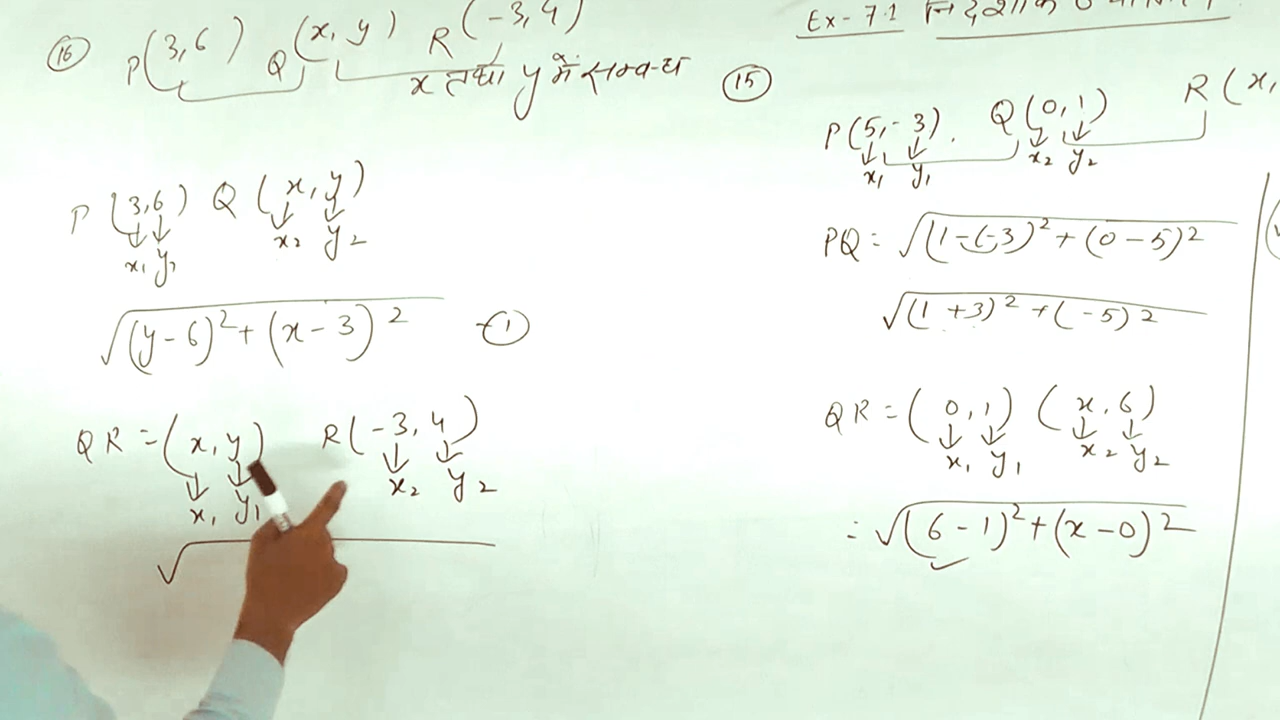 ⑯ P(3,6) Q(x, y) R(-3,4)
x तथा y में सम्बन्ध
P (3,6) Q (x, y)
x₁ y₁ x₂ y₂
√(y-6)² + (x-3)² -①
QR = (x, y) R(-3, 4)
x₁ y₁ x₂ y₂
√
Ex-7.1
⑮
P(5,-3). Q(0,1) R(x,
x₁ y₁ x₂ y₂
PQ = √(1-(-3)² + (0-5)²
√(1+3)² + (-5)²
QR = (0,1) (x,6)
x₁ y₁ x₂ y₂
= √(6-1)² + (x-0)²